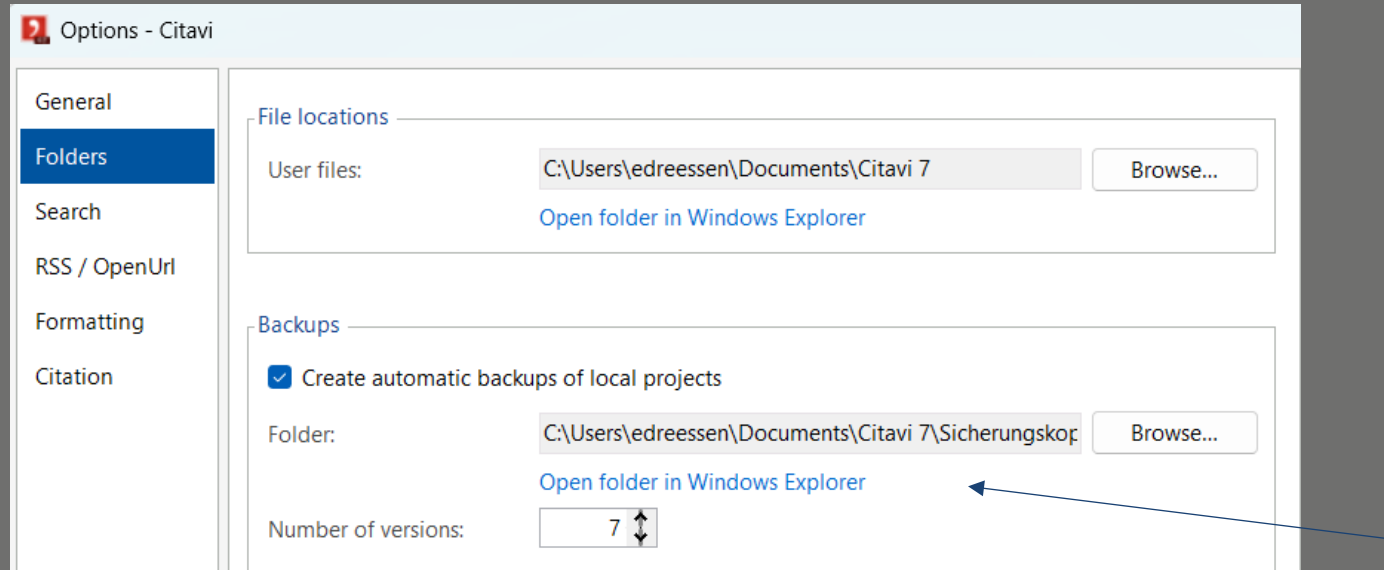 Options - Citavi
General
Folders
Search
RSS / OpenUrl
Formatting
Citation
File locations
User files: C:\Users\edreessen\Documents\Citavi 7 Browse...
Open folder in Windows Explorer
Backups
Create automatic backups of local projects
Folder: C:\Users\edreessen\Documents\Citavi 7\Sicherungskop Browse...
Open folder in Windows Explorer
Number of versions: 7